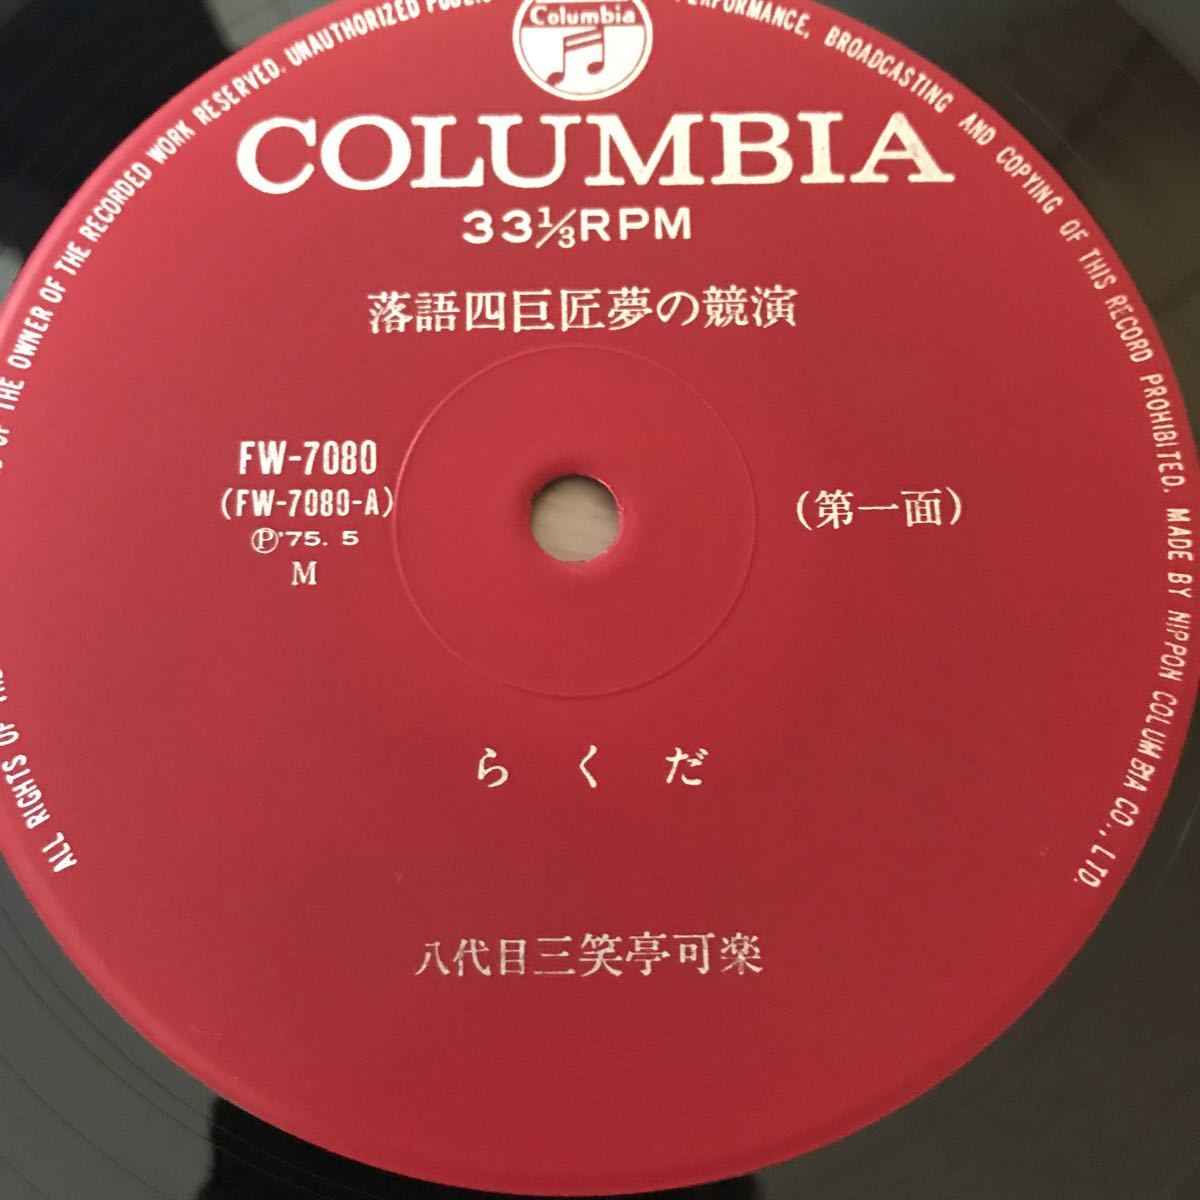 Columbia
COLUMBIA
33⅓RPM
落語四巨匠夢の競演
FW-7080
(FW-7080-A)
Ⓟ'75.5
M
(第一面)
らくだ
八代目三笑亭可楽
ALL RIGHTS OF THE OWNER OF THE RECORDED WORK RESERVED. UNAUTHORIZED PERFORMANCE, BROADCASTING AND COPYING OF THIS RECORD PROHIBITED. MADE BY NIPPON COLUMBIA CO., LTD.